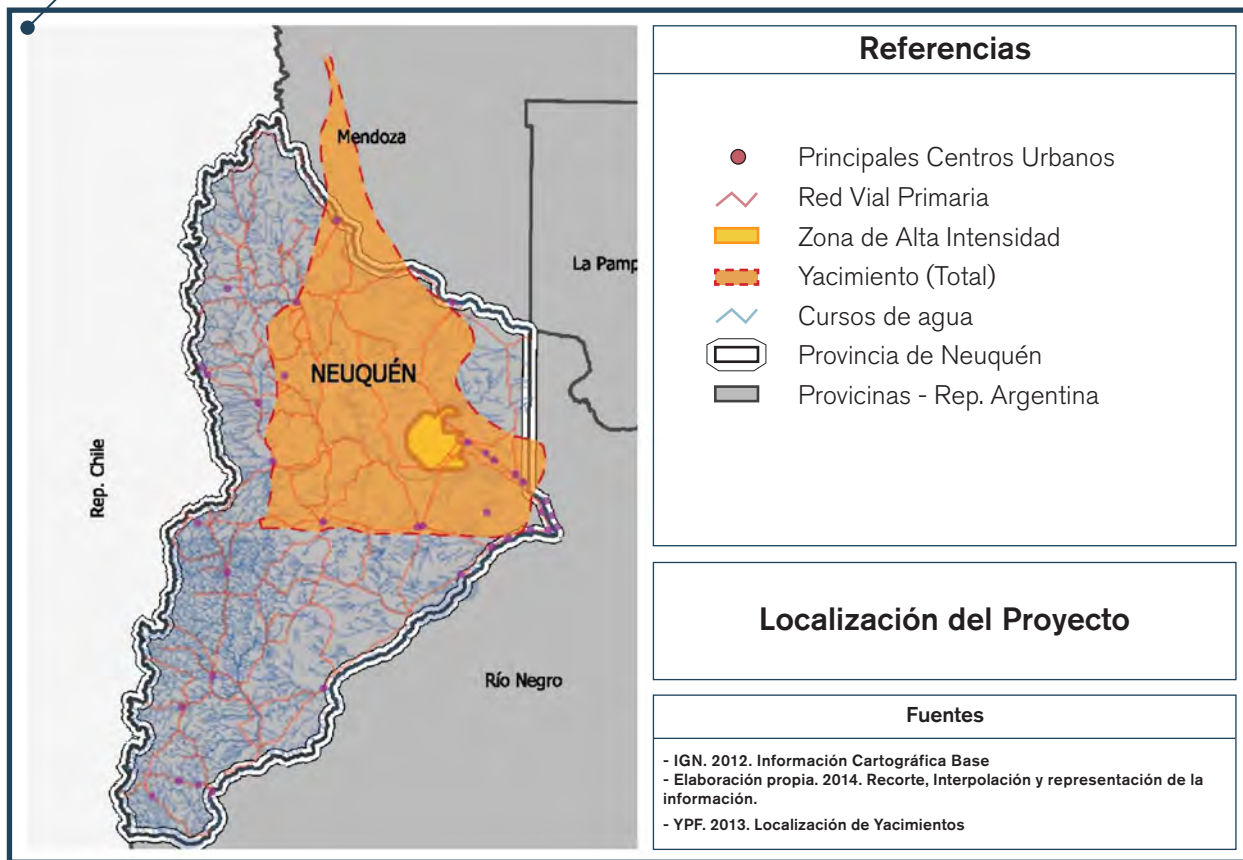 Mendoza
La Pamp
NEUQUÉN
Rep. Chile
Río Negro
Referencias
Principales Centros Urbanos
Red Vial Primaria
Zona de Alta Intensidad
Yacimiento (Total)
Cursos de agua
Provincia de Neuquén
Provicinas - Rep. Argentina
Localización del Proyecto
Fuentes
- IGN. 2012. Información Cartográfica Base
- Elaboración propia. 2014. Recorte, Interpolación y representación de la
información.
- YPF. 2013. Localización de Yacimientos